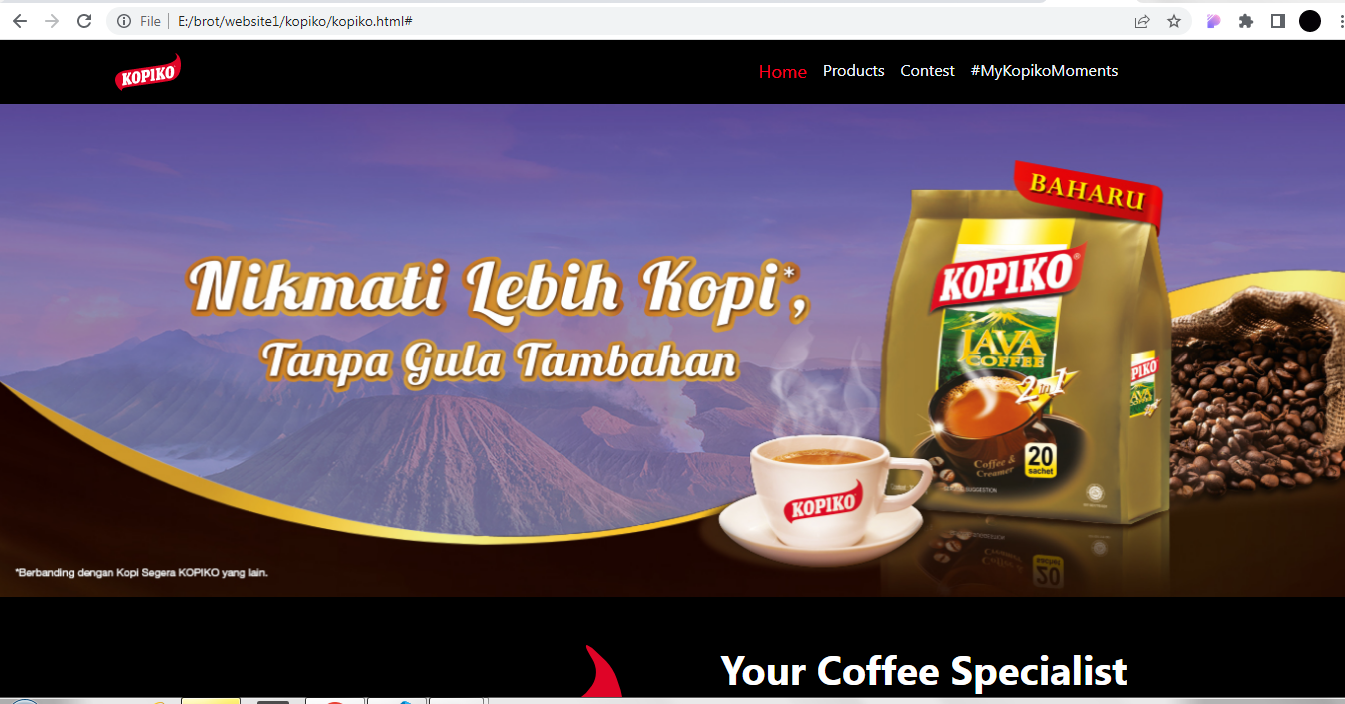 File
E:/brot/website1/kopiko/kopiko.html#
KOPIKO
Home
Products
Contest
#MyKopikoMoments
Nikmati Lebih Kopi*,
Tanpa Gula Tambahan
BAHARU
KOPIKO
JAVA
COFFEE
2 in 1
Coffee &
Creamer
20
sachet
PIKO
KOPIKO
*Berbanding dengan Kopi Segera KOPIKO yang lain.
Your Coffee Specialist